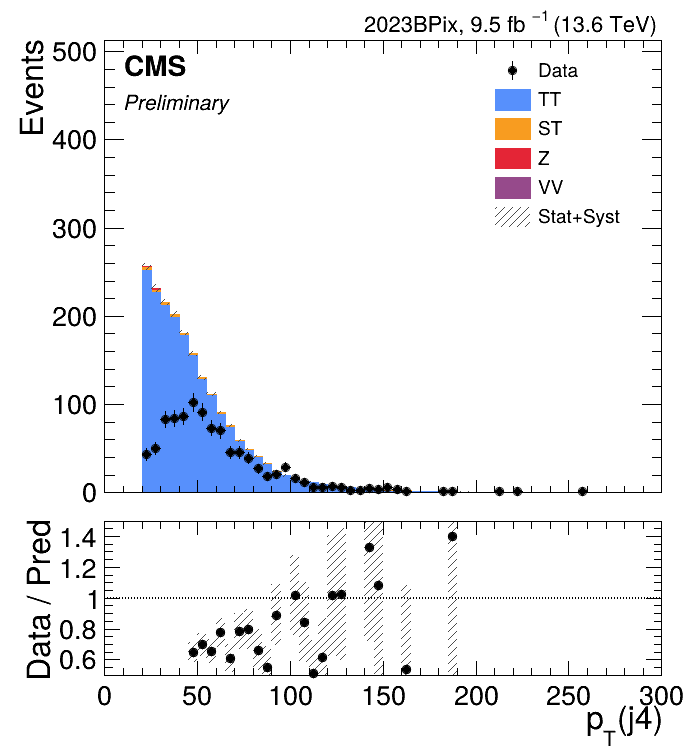 2023BPix, 9.5 fb⁻¹ (13.6 TeV)
CMS
Preliminary
Events
500
400
300
200
100
0
Data
TT
ST
Z
VV
Stat+Syst
Data / Pred
1.4
1.2
1
0.8
0.6
0 50 100 150 200 250 300
p_T(j4)